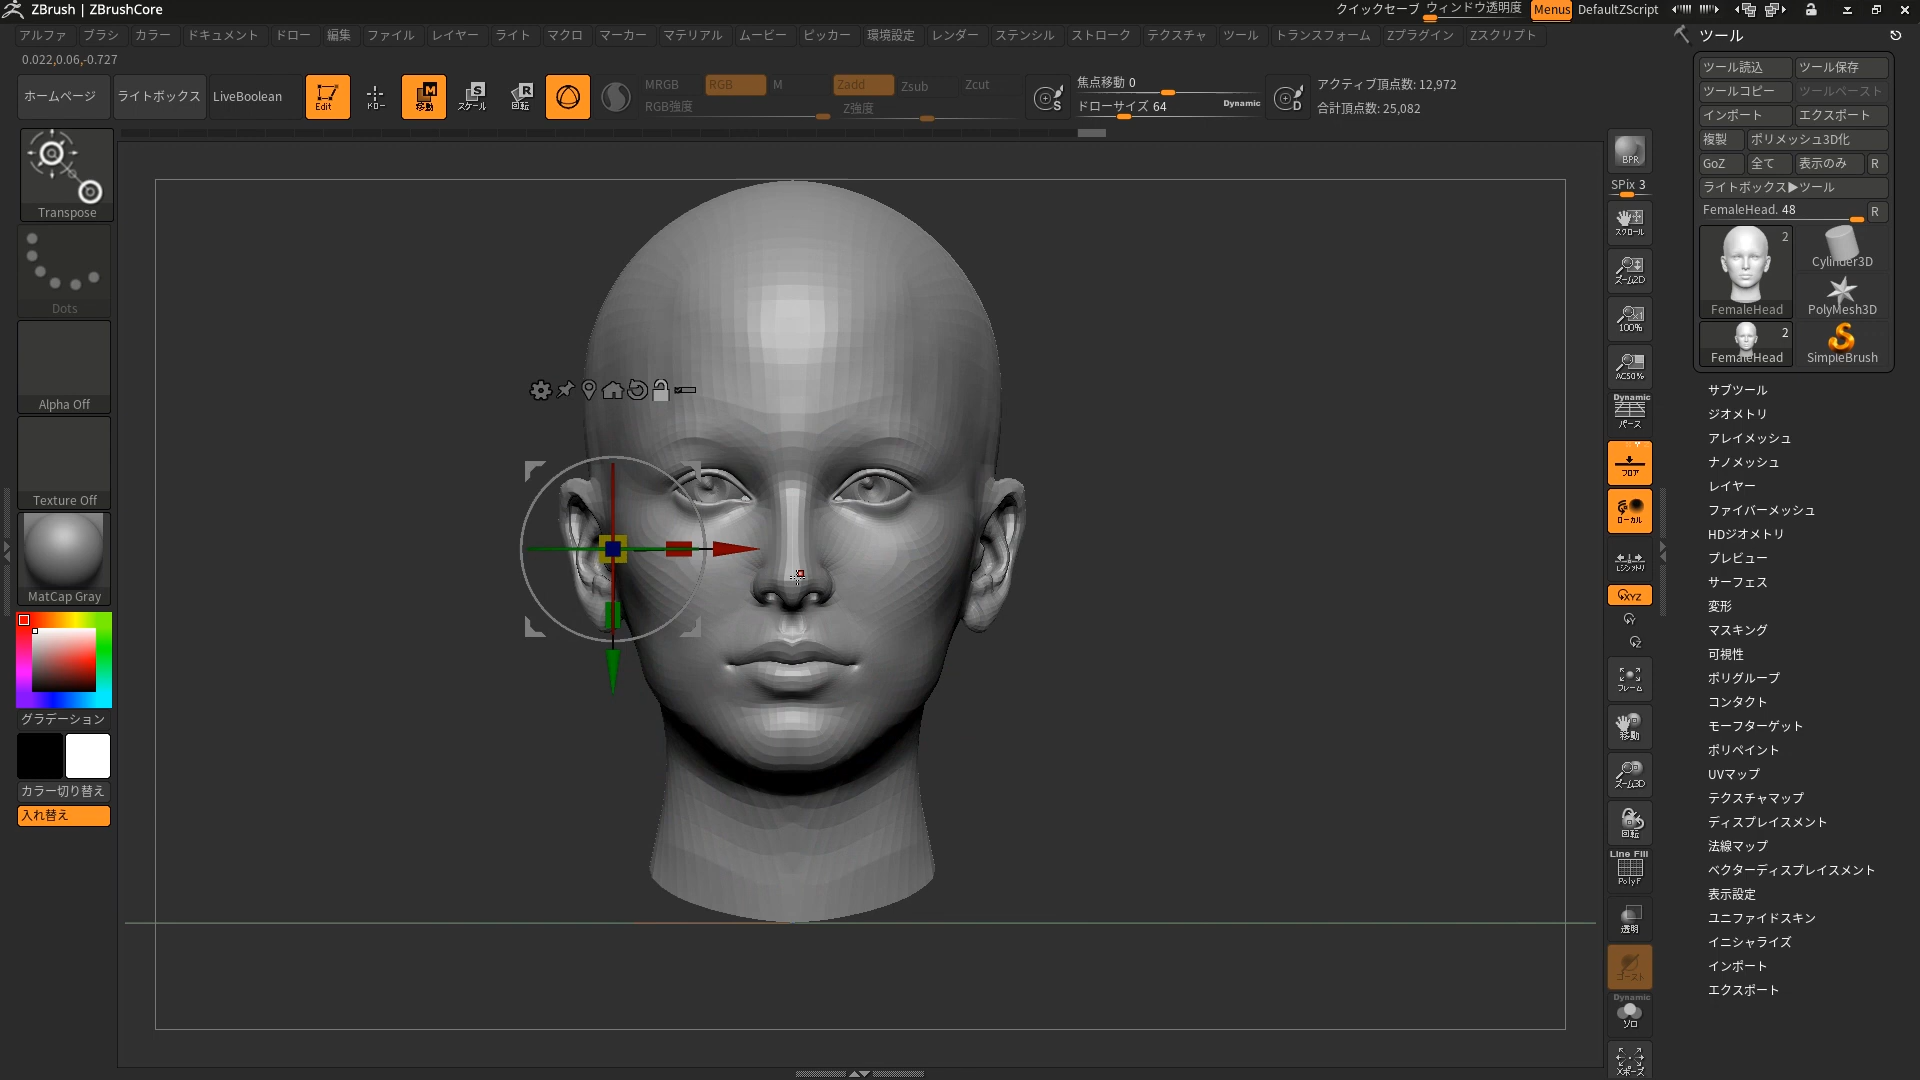 ZBrush | ZBrushCore
クイックセーブ ウィンドウ透明度 Menus DefaultZScript
アルファ ブラシ カラー ドキュメント ドロー 編集 ファイル レイヤー ライト マクロ マーカー マテリアル ムービー ピッカー 環境設定 レンダー ステンシル ストローク テクスチャ ツール トランスフォーム Zプラグイン Zスクリプト
ツール
0.022,0.06,-0.727
ホームページ ライトボックス LiveBoolean Edit ドロー 移動 スケール 回転
M S R
MRGB RGB M Zadd Zsub Zcut
RGB強度 Z強度
S 焦点移動 0
ドローサイズ 64 Dynamic
D アクティブ頂点数: 12,972
合計頂点数: 25,082
Transpose
Dots
Alpha Off
Texture Off
MatCap Gray
グラデーション
カラー切り替え
入れ替え
BPR
SPix 3
スクロール
ズーム2D
100%
AC50%
Dynamic
パース
フロア
ローカル
Lシンメトリ
XYZ
Y
Z
フレーム
移動
ズーム3D
回転
Line Fill
PolyF
透明
ゴースト
Dynamic
ソロ
Xポーズ
ツール読込 ツール保存
ツールコピー ツールペースト
インポート エクスポート
複製 ポリメッシュ3D化
GoZ 全て 表示のみ R
ライトボックス▶ツール
FemaleHead. 48 R
2
FemaleHead
Cylinder3D
PolyMesh3D
2
FemaleHead
SimpleBrush
サブツール
ジオメトリ
アレイメッシュ
ナノメッシュ
レイヤー
ファイバーメッシュ
HDジオメトリ
プレビュー
サーフェス
変形
マスキング
可視性
ポリグループ
コンタクト
モーフターゲット
ポリペイント
UVマップ
テクスチャマップ
ディスプレイスメント
法線マップ
ベクターディスプレイスメント
表示設定
ユニファイドスキン
イニシャライズ
インポート
エクスポート